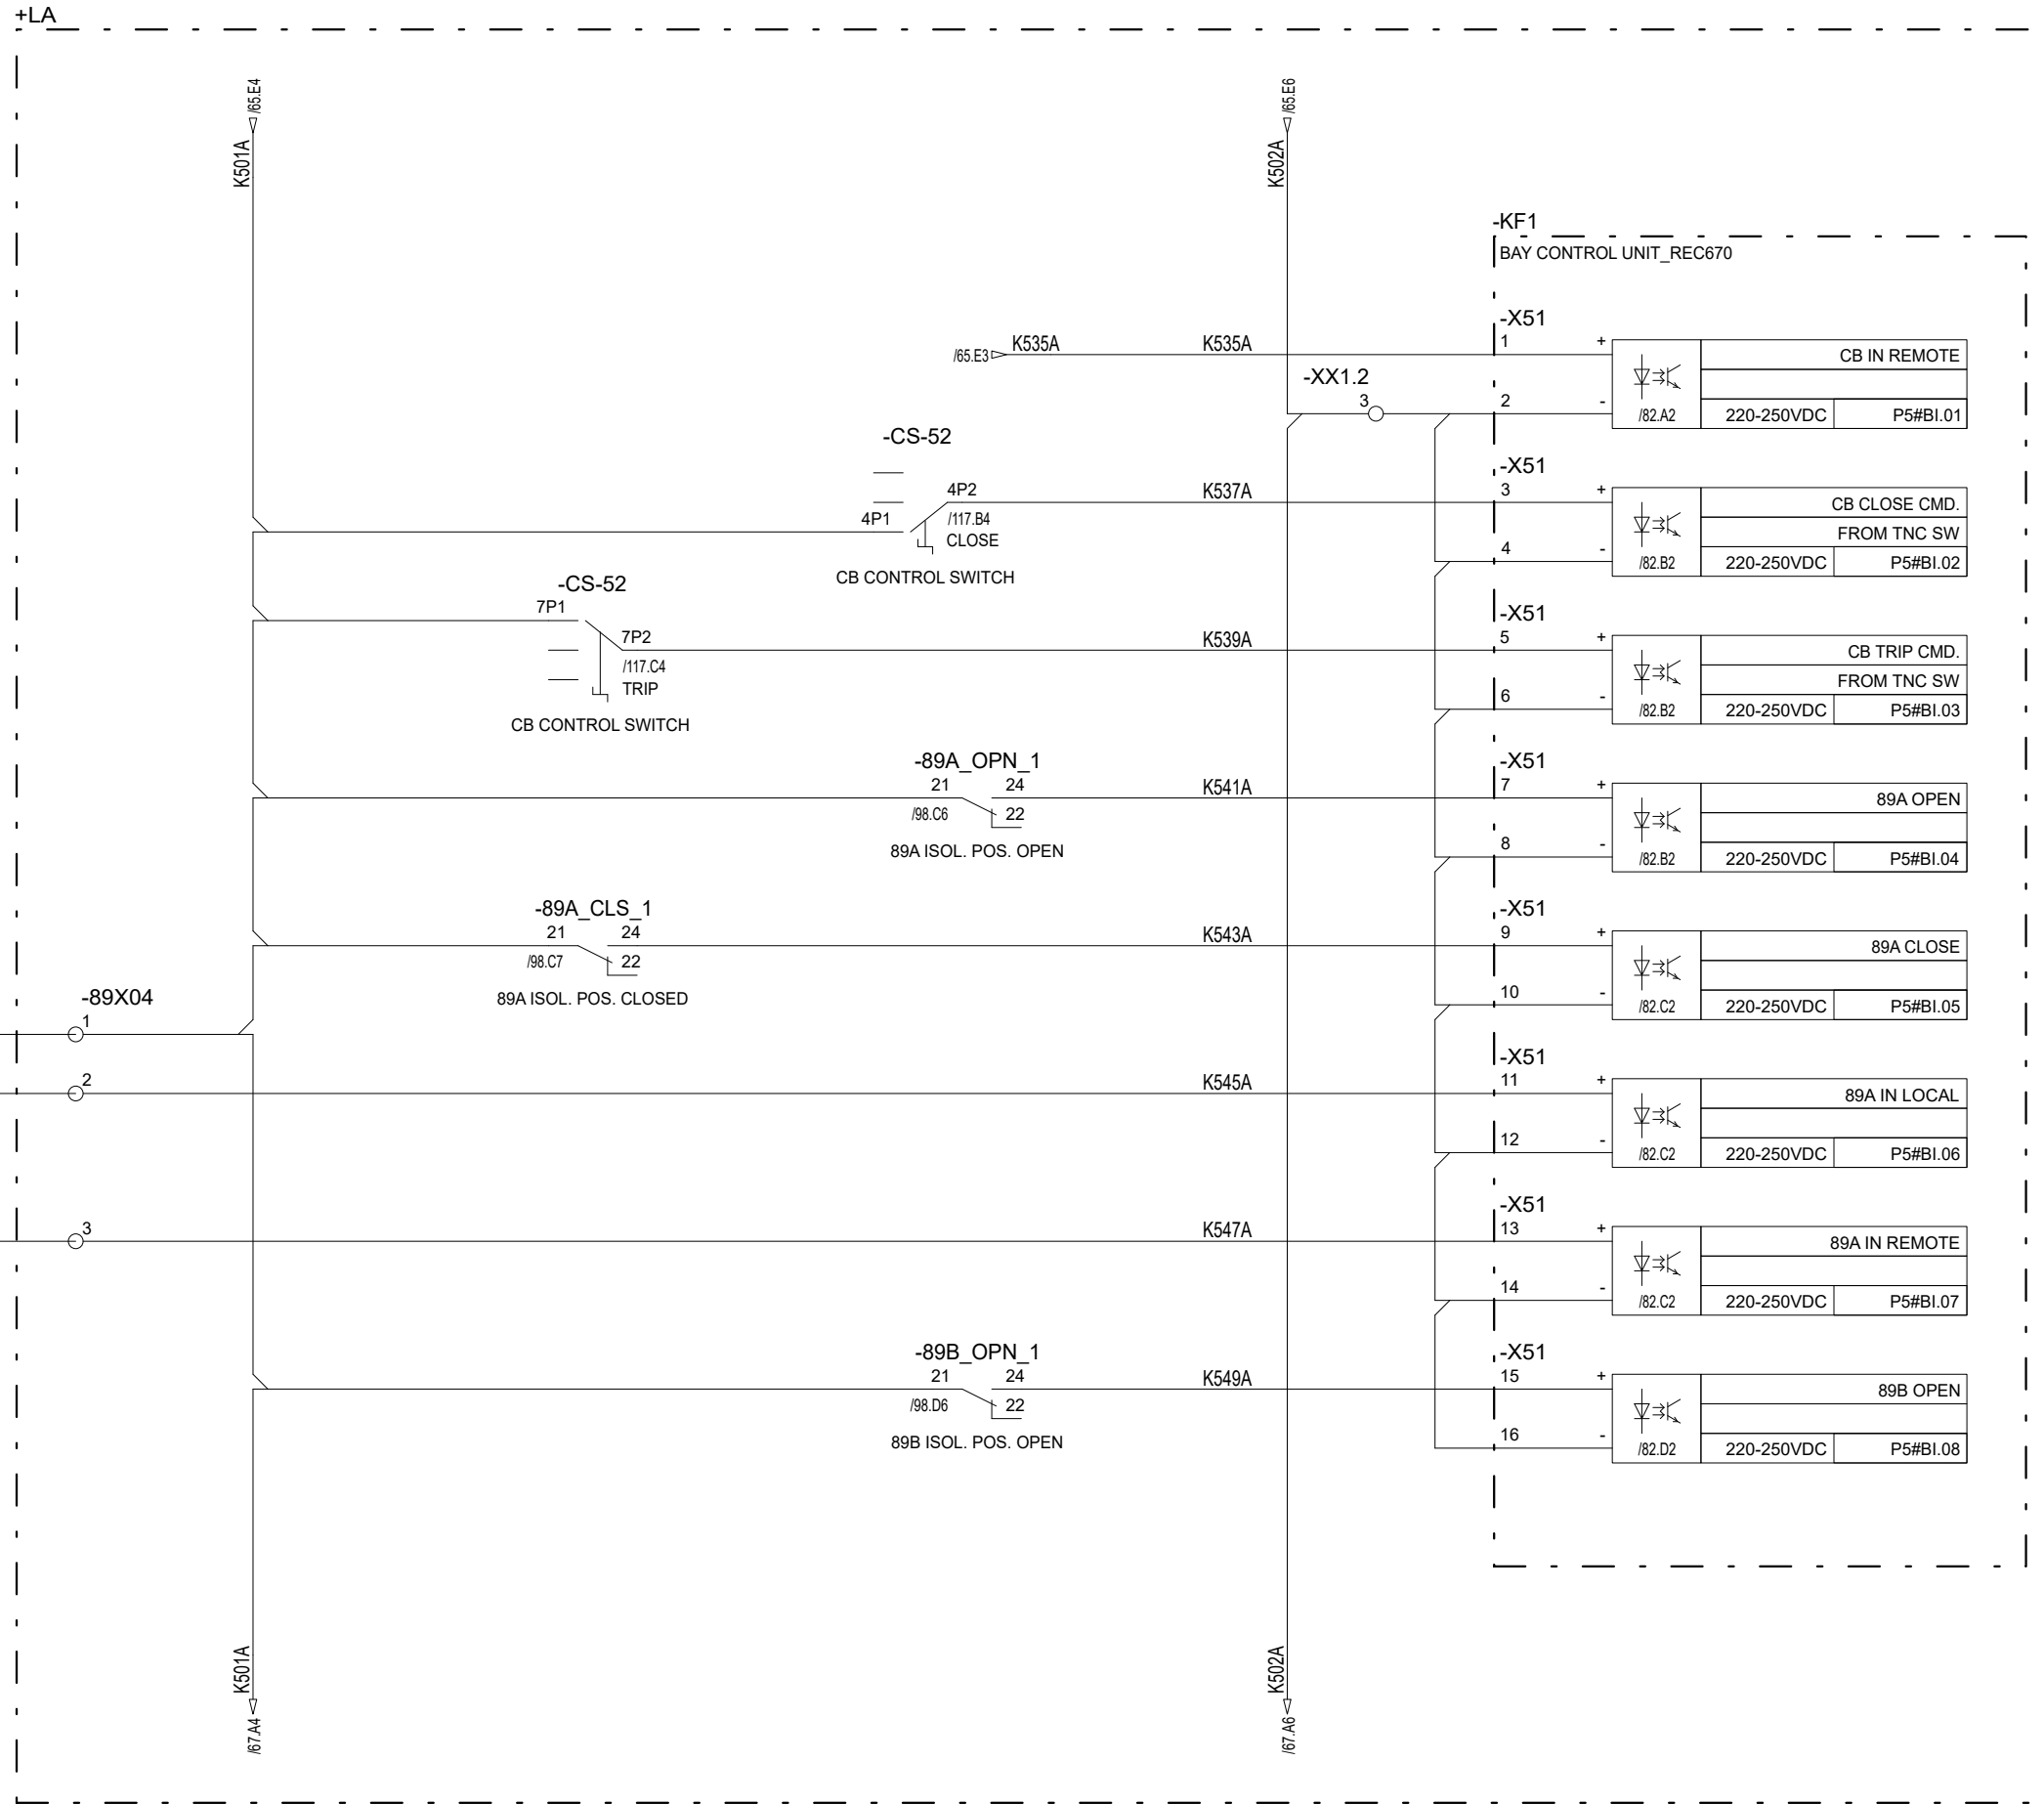 +LA
/65.E4
K501A
/65.E6
K502A
-KF1
BAY CONTROL UNIT_REC670
-X51
/65.E3 K535A K535A 1 +
CB IN REMOTE
-XX1.2
3
2 -
/82.A2 220-250VDC P5#BI.01
-CS-52
-X51
4P2 K537A 3 +
CB CLOSE CMD.
4P1 /117.B4
CLOSE
FROM TNC SW
4 -
/82.B2 220-250VDC P5#BI.02
CB CONTROL SWITCH
-CS-52
7P1
-X51
7P2 K539A 5 +
CB TRIP CMD.
/117.C4
TRIP
FROM TNC SW
6 -
/82.B2 220-250VDC P5#BI.03
CB CONTROL SWITCH
-89A_OPN_1
-X51
21 24 K541A 7 +
89A OPEN
/98.C6 22
89A ISOL. POS. OPEN
8 -
/82.B2 220-250VDC P5#BI.04
-89A_CLS_1
-X51
21 24 K543A 9 +
89A CLOSE
/98.C7 22
89A ISOL. POS. CLOSED
10 -
/82.C2 220-250VDC P5#BI.05
-89X04
1
-X51
2 K545A 11 +
89A IN LOCAL
12 -
/82.C2 220-250VDC P5#BI.06
-X51
3 K547A 13 +
89A IN REMOTE
14 -
/82.C2 220-250VDC P5#BI.07
-89B_OPN_1
-X51
21 24 K549A 15 +
89B OPEN
/98.D6 22
89B ISOL. POS. OPEN
16 -
/82.D2 220-250VDC P5#BI.08
K501A
/67.A4
K502A
/67.A6